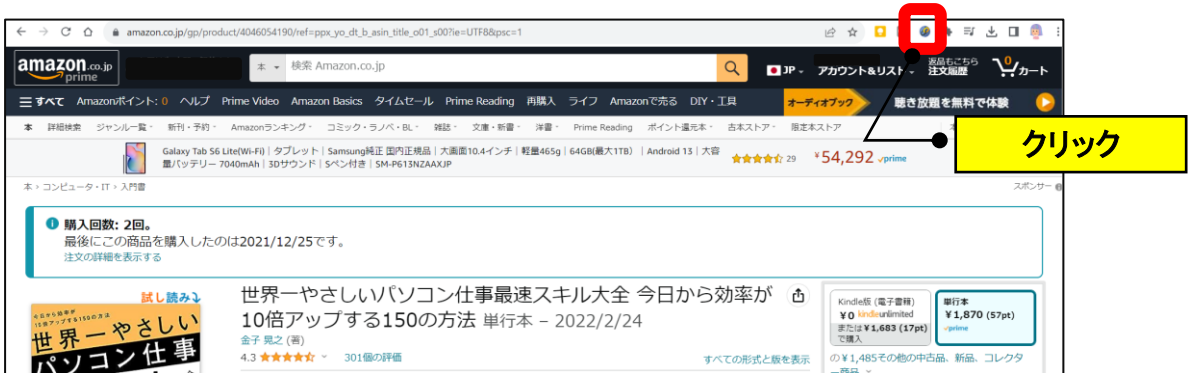 amazon.co.jp/gp/product/4046054190/ref=ppx_yo_dt_b_asin_title_o01_s00?ie=UTF8&psc=1
amazon.co.jp
prime
本
検索 Amazon.co.jp
JP
アカウント&リスト
返品もこちら
注文履歴
0
カート
すべて Amazonポイント: 0 ヘルプ Prime Video Amazon Basics タイムセール Prime Reading 再購入 ライフ Amazonで売る DIY・工具
オーディオブック 聴き放題を無料で体験
本 詳細検索 ジャンル一覧 新刊・予約 Amazonランキング コミック・ラノベ・BL 雑誌 文庫・新書 洋書 Prime Reading ポイント還元本 古本ストア 限定本ストア
クリック
Galaxy Tab S6 Lite(Wi-Fi)|タブレット|Samsung純正 国内正規品|大画面10.4インチ|軽量465g|64GB(最大1TB)|Android 13|大容
量バッテリー 7040mAh|3Dサウンド|Sペン付き|SM-P613NZAAXJP
29
¥54,292 prime
本 › コンピュータ・IT › 入門書
スポンサー
購入回数: 2回。
最後にこの商品を購入したのは2021/12/25です。
注文の詳細を表示する
試し読み
今日から効率が
10倍アップする150の方法
世界一やさしい
パソコン仕事
世界一やさしいパソコン仕事最速スキル大全 今日から効率が
10倍アップする150の方法 単行本 – 2022/2/24
金子 晃之 (著)
4.3 301個の評価
すべての形式と版を表示
Kindle版 (電子書籍)
¥0 kindleunlimited
または¥1,683 (17pt)
で購入
単行本
¥1,870 (57pt)
prime
の¥1,485その他の中古品、新品、コレクタ
ー商品